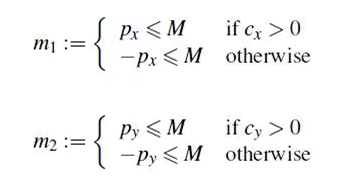 m₁ := { pₓ ⩽ M if cₓ > 0
−pₓ ⩽ M otherwise
m₂ := { p_y ⩽ M if c_y > 0
−p_y ⩽ M otherwise